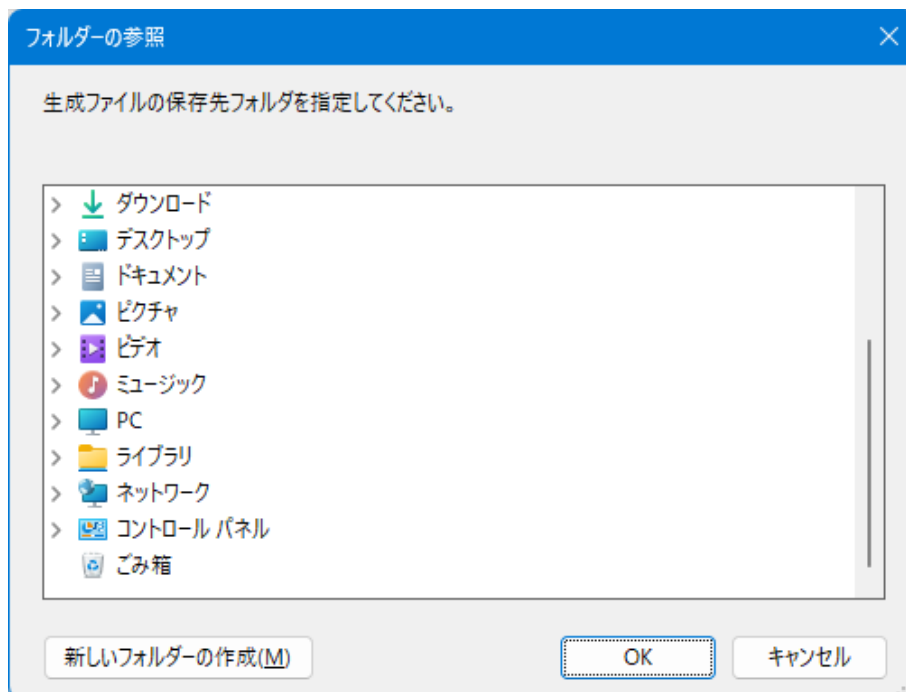 フォルダーの参照
生成ファイルの保存先フォルダを指定してください。
ダウンロード
デスクトップ
ドキュメント
ピクチャ
ビデオ
ミュージック
PC
ライブラリ
ネットワーク
コントロール パネル
ごみ箱
新しいフォルダーの作成(M) OK キャンセル